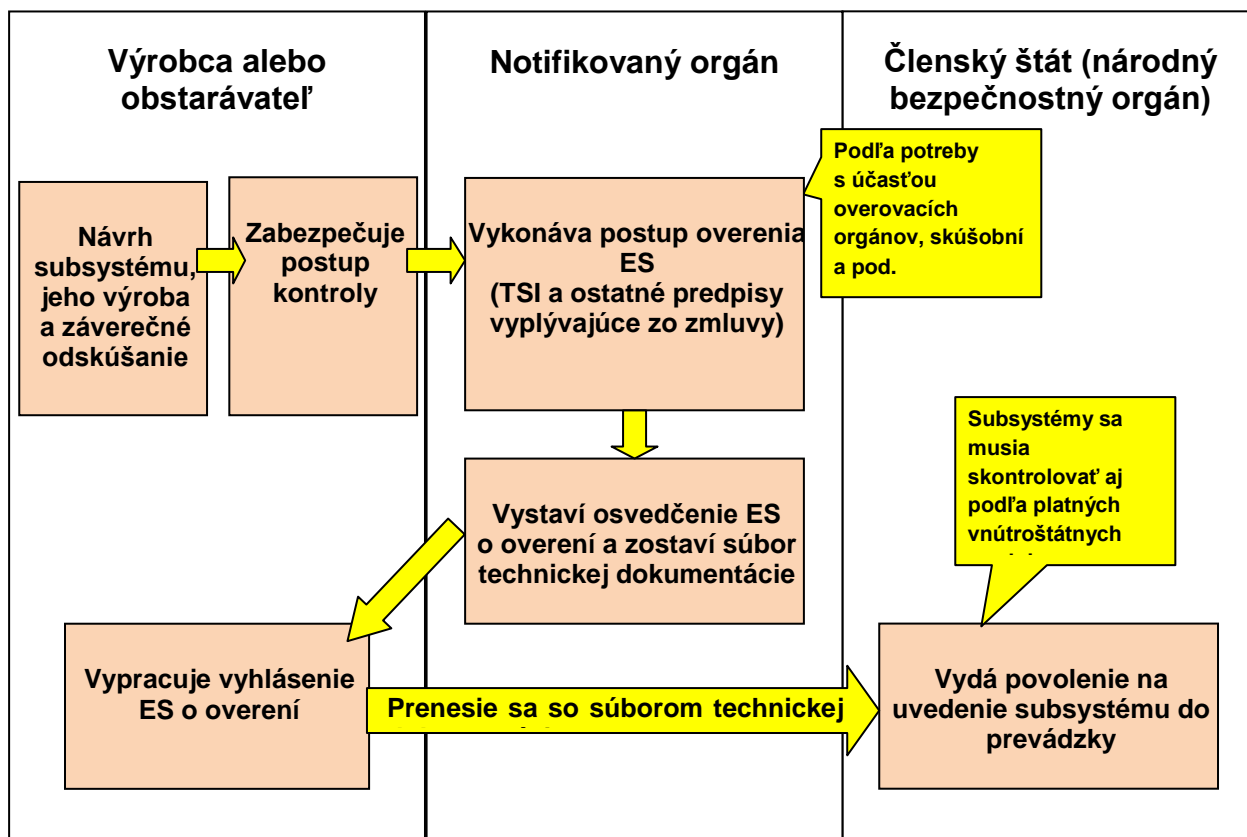 Výrobca alebo
obstarávateľ
Notifikovaný orgán
Členský štát (národný
bezpečnostný orgán)
Návrh
subsystému,
jeho výroba
a záverečné
odskúšanie
Zabezpečuje
postup
kontroly
Vykonáva postup overenia
ES
(TSI a ostatné predpisy
vyplývajúce zo zmluvy)
Podľa potreby
s účasťou
overovacích
orgánov, skúšobní
a pod.
Vystaví osvedčenie ES
o overení a zostaví súbor
technickej dokumentácie
Subsystémy sa
musia
skontrolovať aj
podľa platných
vnútroštátnych
Vypracuje vyhlásenie
ES o overení
Prenesie sa so súborom technickej
Vydá povolenie na
uvedenie subsystému do
prevádzky